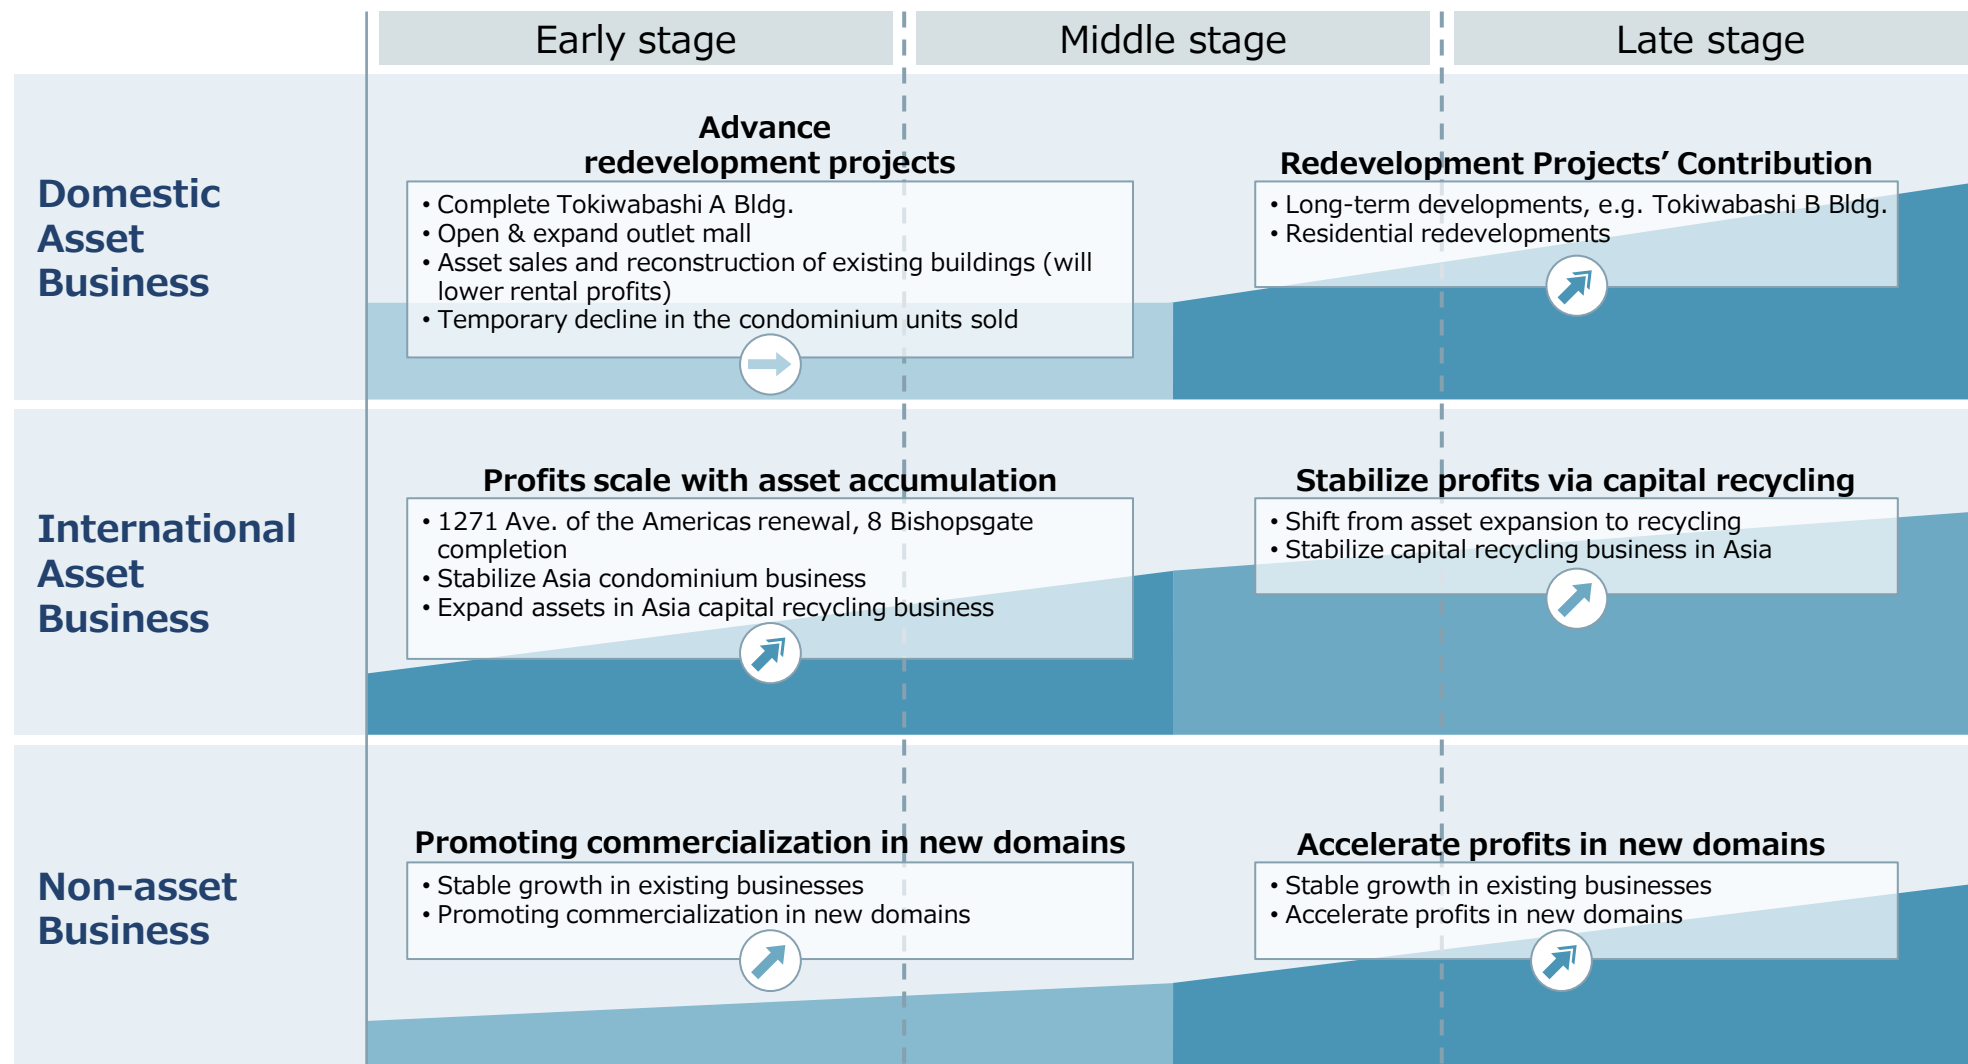 Early stage
Middle stage
Late stage
Domestic
Asset
Business
Advance
redevelopment projects
• Complete Tokiwabashi A Bldg.
• Open & expand outlet mall
• Asset sales and reconstruction of existing buildings (will
lower rental profits)
• Temporary decline in the condominium units sold
Redevelopment Projects’ Contribution
• Long-term developments, e.g. Tokiwabashi B Bldg.
• Residential redevelopments
International
Asset
Business
Profits scale with asset accumulation
• 1271 Ave. of the Americas renewal, 8 Bishopsgate
completion
• Stabilize Asia condominium business
• Expand assets in Asia capital recycling business
Stabilize profits via capital recycling
• Shift from asset expansion to recycling
• Stabilize capital recycling business in Asia
Non-asset
Business
Promoting commercialization in new domains
• Stable growth in existing businesses
• Promoting commercialization in new domains
Accelerate profits in new domains
• Stable growth in existing businesses
• Accelerate profits in new domains